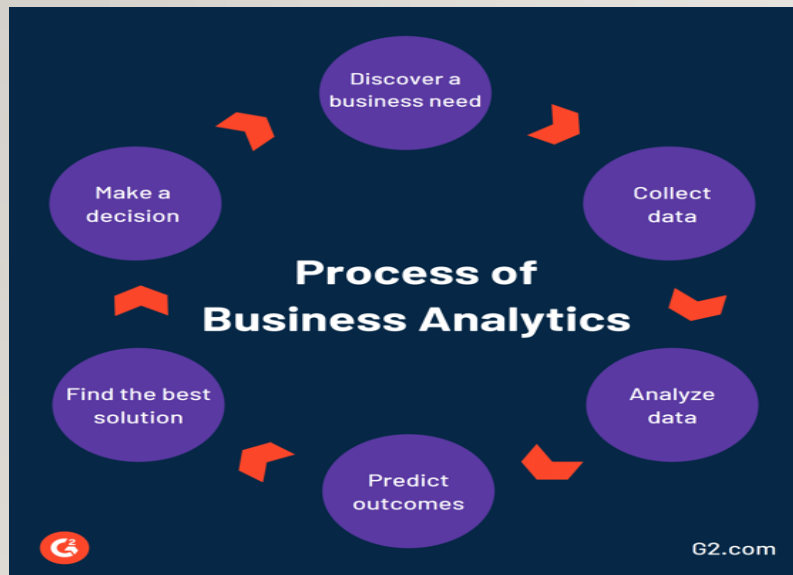 Discover a
business need
Collect
data
Analyze
data
Predict
outcomes
Find the best
solution
Make a
decision
Process of
Business Analytics
G2
G2.com